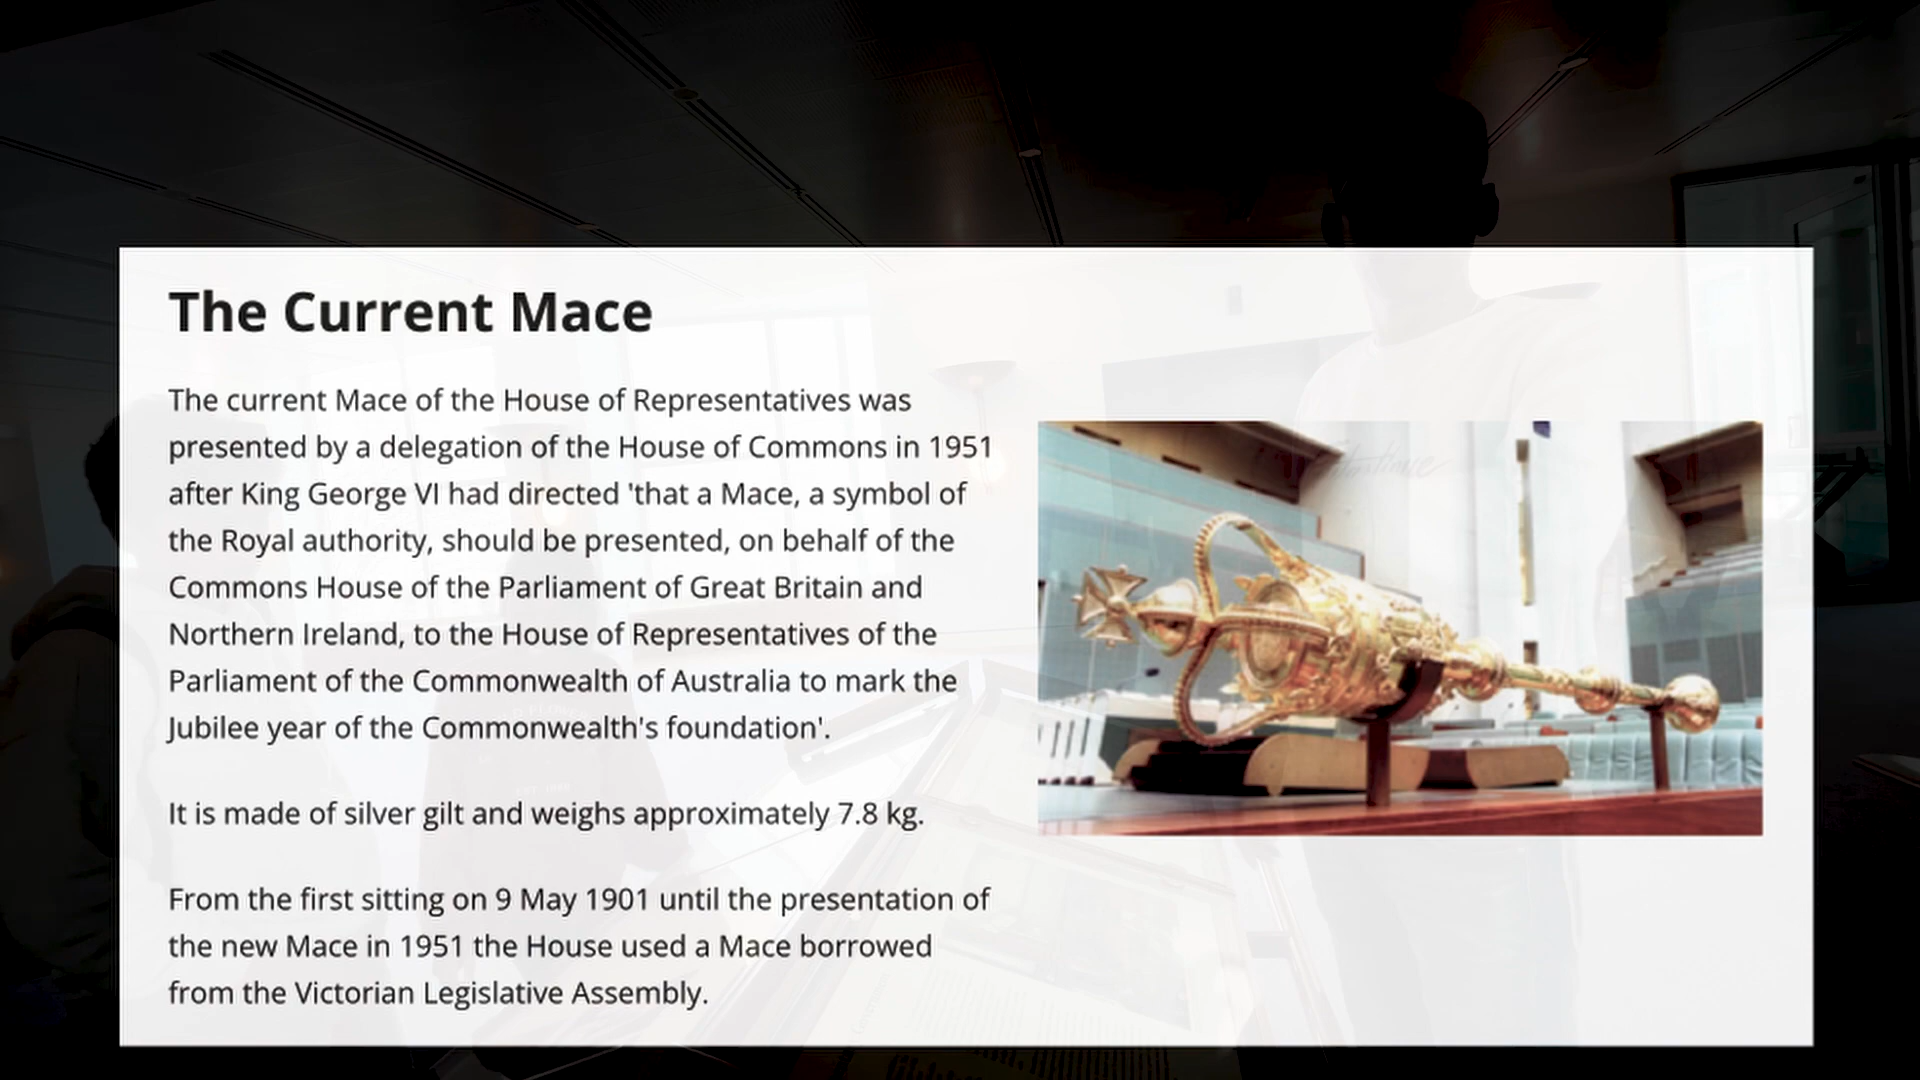 The Current Mace
The current Mace of the House of Representatives was
presented by a delegation of the House of Commons in 1951
after King George VI had directed 'that a Mace, a symbol of
the Royal authority, should be presented, on behalf of the
Commons House of the Parliament of Great Britain and
Northern Ireland, to the House of Representatives of the
Parliament of the Commonwealth of Australia to mark the
Jubilee year of the Commonwealth's foundation'.
It is made of silver gilt and weighs approximately 7.8 kg.
From the first sitting on 9 May 1901 until the presentation of
the new Mace in 1951 the House used a Mace borrowed
from the Victorian Legislative Assembly.